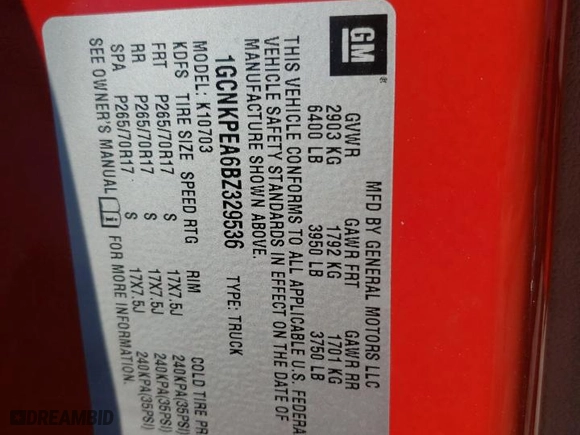 GM
MFD BY GENERAL MOTORS LLC
GVWR GAWR FRT GAWR RR
2903 KG 1792 KG 1701 KG
6400 LB 3950 LB 3750 LB
THIS VEHICLE CONFORMS TO ALL APPLICABLE U.S. FEDERA
VEHICLE SAFETY STANDARDS IN EFFECT ON THE DATE OF
MANUFACTURE SHOWN ABOVE.
1GCNKPEA6BZ329536 TYPE: TRUCK
MODEL: K10703
KDFS TIRE SIZE SPEED RTG RIM COLD TIRE PR
FRT P265/70R17 S 17X7.5J 240KPA(35PSI)
RR P265/70R17 S 17X7.5J 240KPA(35PSI)
SPA P265/70R17 S 17X7.5J 240KPA(35PSI)
SEE OWNER'S MANUAL i FOR MORE INFORMATION.
DREAMBID